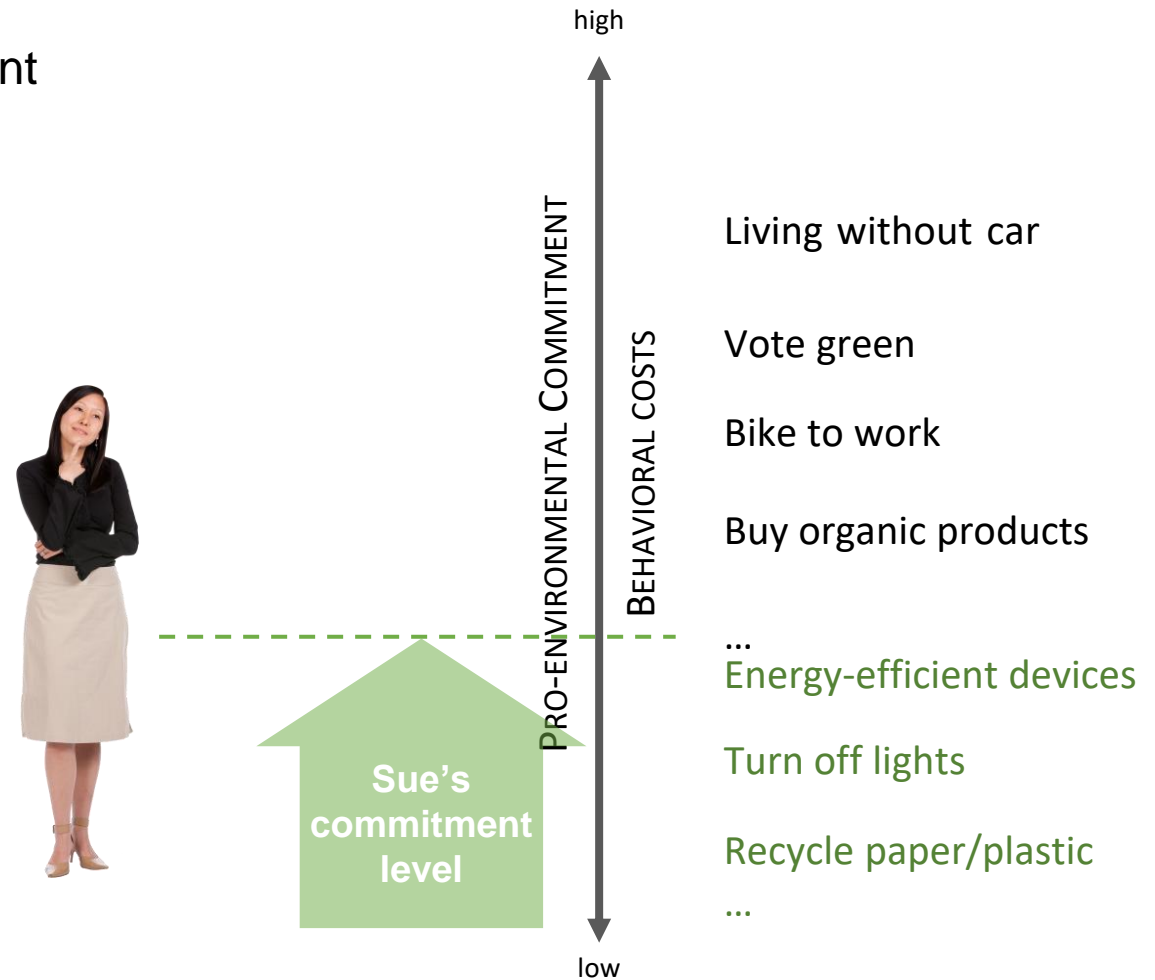 high
nt
PRO-ENVIRONMENTAL COMMITMENT
BEHAVIORAL COSTS
Living without car
Vote green
Bike to work
Buy organic products
...
Energy-efficient devices
Turn off lights
Recycle paper/plastic
...
Sue's
commitment
level
low